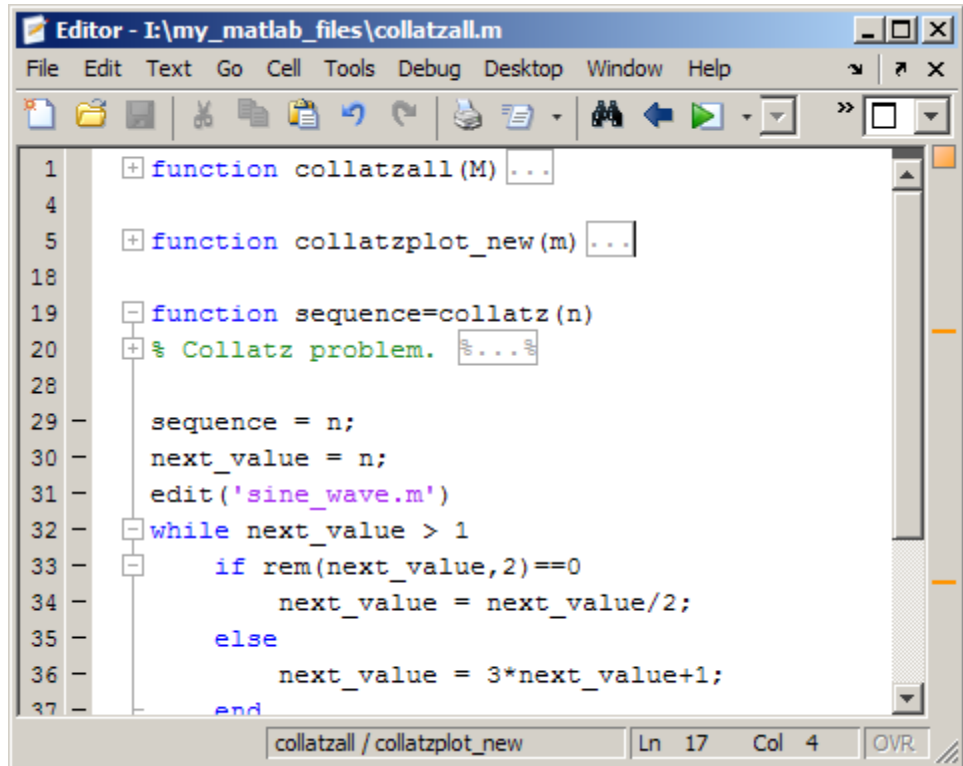 Editor - I:\my_matlab_files\collatzall.m
File Edit Text Go Cell Tools Debug Desktop Window Help
1 function collatzall(M) ...
4
5 function collatzplot_new(m) ...
18
19 function sequence=collatz(n)
20 % Collatz problem. %...%
28
29 – sequence = n;
30 – next_value = n;
31 – edit('sine_wave.m')
32 – while next_value > 1
33 – if rem(next_value,2)==0
34 – next_value = next_value/2;
35 – else
36 – next_value = 3*next_value+1;
37 – end
collatzall / collatzplot_new Ln 17 Col 4 OVR